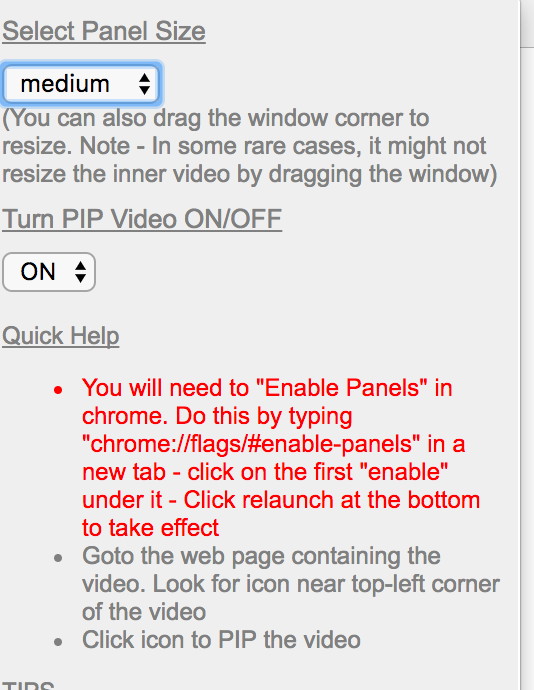 Select Panel Size
medium
(You can also drag the window corner to
resize. Note - In some rare cases, it might not
resize the inner video by dragging the window)
Turn PIP Video ON/OFF
ON
Quick Help
You will need to "Enable Panels" in
chrome. Do this by typing
"chrome://flags/#enable-panels" in a
new tab - click on the first "enable"
under it - Click relaunch at the bottom
to take effect
Goto the web page containing the
video. Look for icon near top-left corner
of the video
Click icon to PIP the video
TIPS